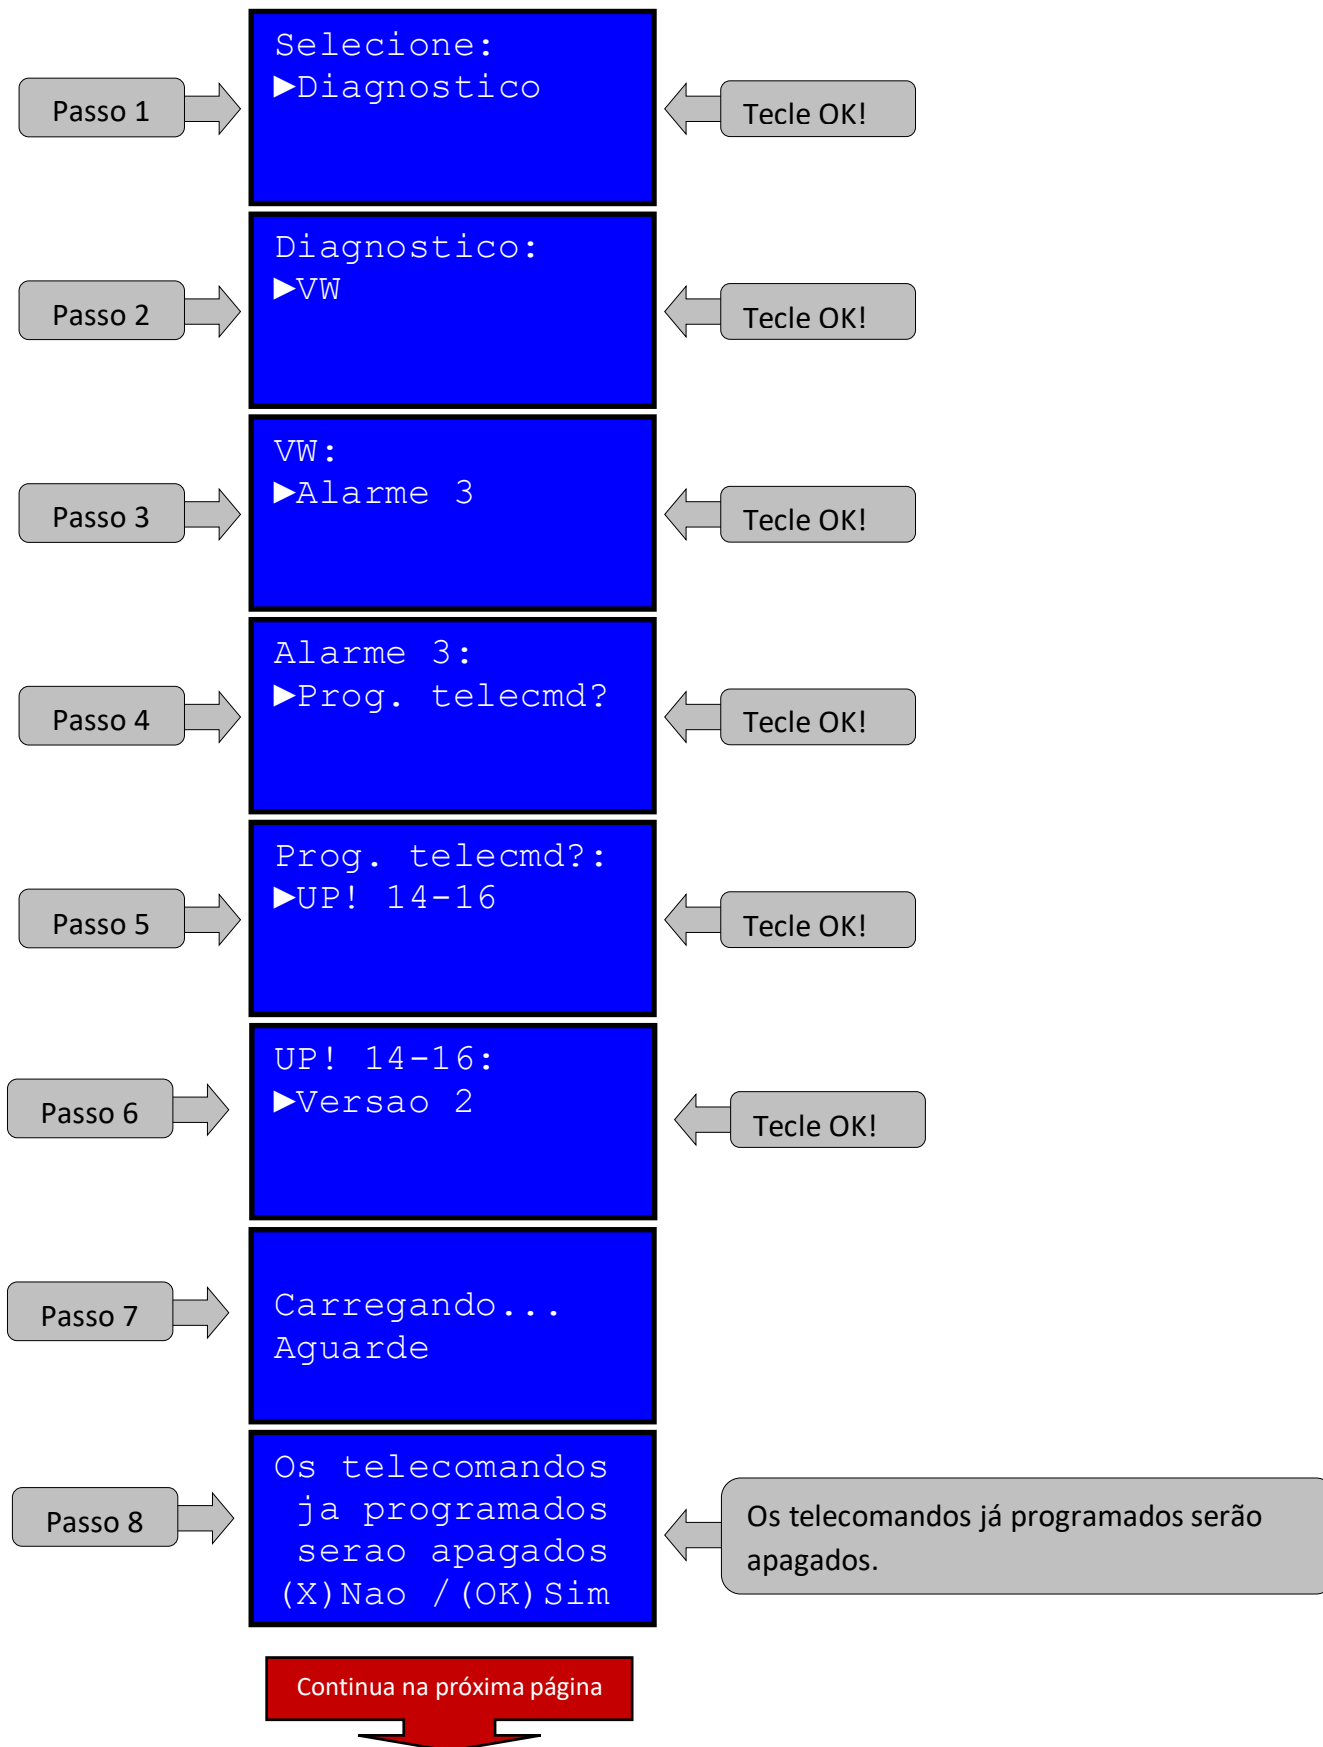 Selecione:
►Diagnostico
Passo 1
Tecle OK!
Diagnostico:
►VW
Passo 2
Tecle OK!
VW:
►Alarme 3
Passo 3
Tecle OK!
Alarme 3:
►Prog. telecmd?
Passo 4
Tecle OK!
Prog. telecmd?:
►UP! 14-16
Passo 5
Tecle OK!
UP! 14-16:
►Versao 2
Passo 6
Tecle OK!
Passo 7
Carregando...
Aguarde
Os telecomandos
ja programados
serao apagados
(X)Nao /(OK)Sim
Passo 8
Os telecomandos já programados serão
apagados.
Continua na próxima página